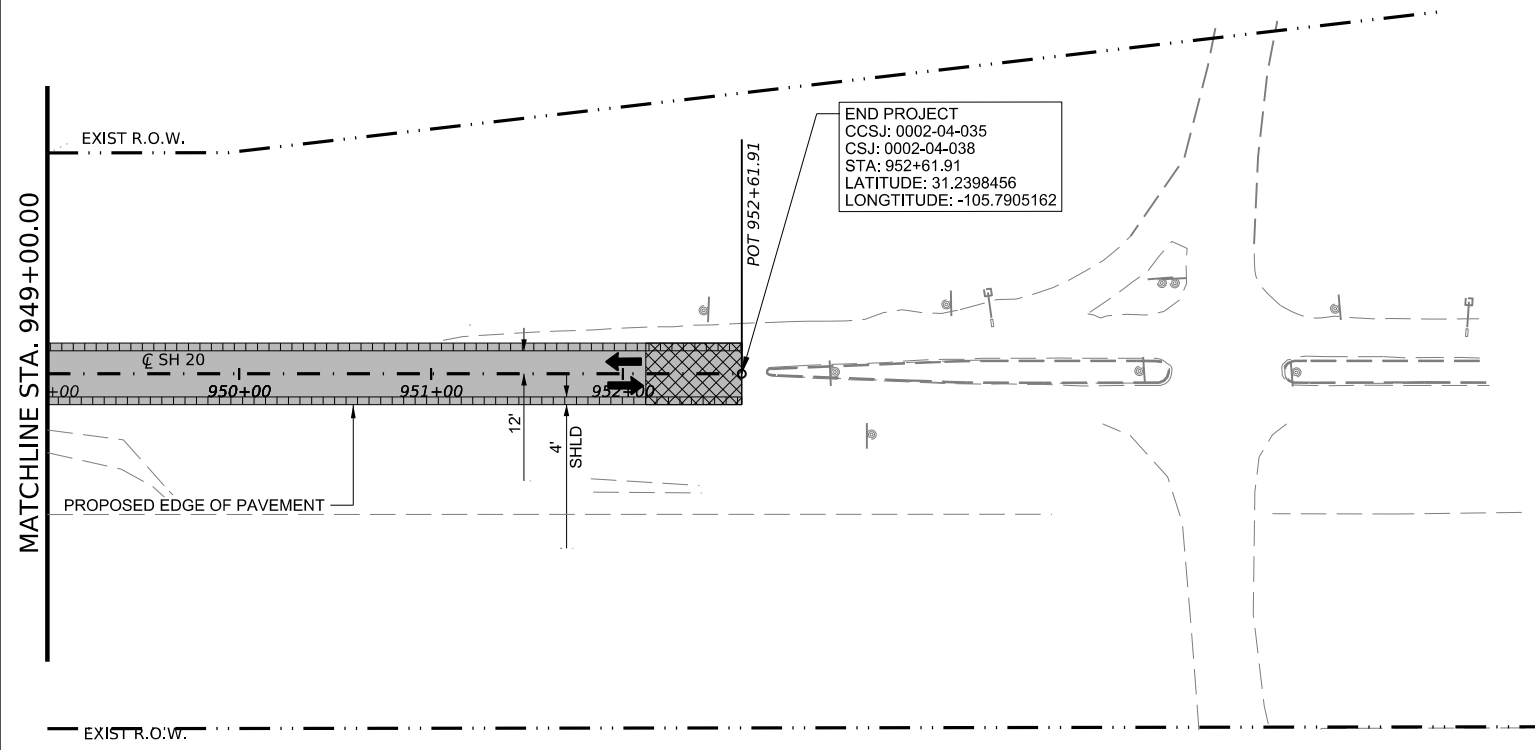 EXIST R.O.W.
END PROJECT
CCSJ: 0002-04-035
CSJ: 0002-04-038
STA: 952+61.91
LATITUDE: 31.2398456
LONGTITUDE: -105.7905162
POT 952+61.91
MATCHLINE STA. 949+00.00
℄ SH 20
+00
950+00
951+00
952+00
12'
4'
SHLD
PROPOSED EDGE OF PAVEMENT
EXIST R.O.W.